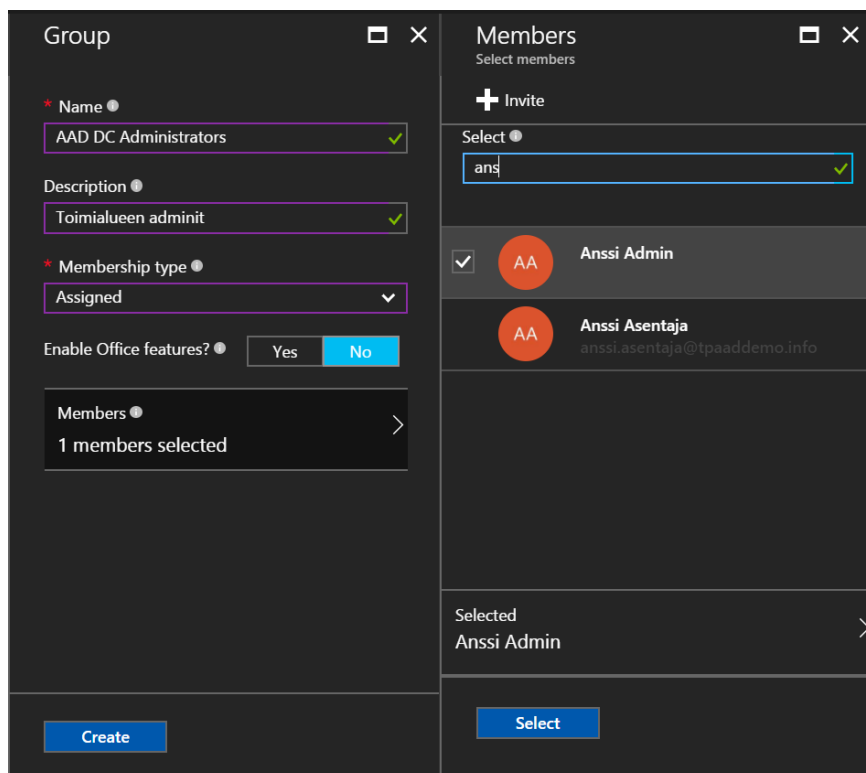 Group
* Name
AAD DC Administrators
Description
Toimialueen adminit
* Membership type
Assigned
Enable Office features?
Yes No
Members
1 members selected
Create
Members
Select members
Invite
Select
ans
AA
Anssi Admin
AA
Anssi Asentaja
anssi.asentaja@tpaaddemo.info
Selected
Anssi Admin
Select